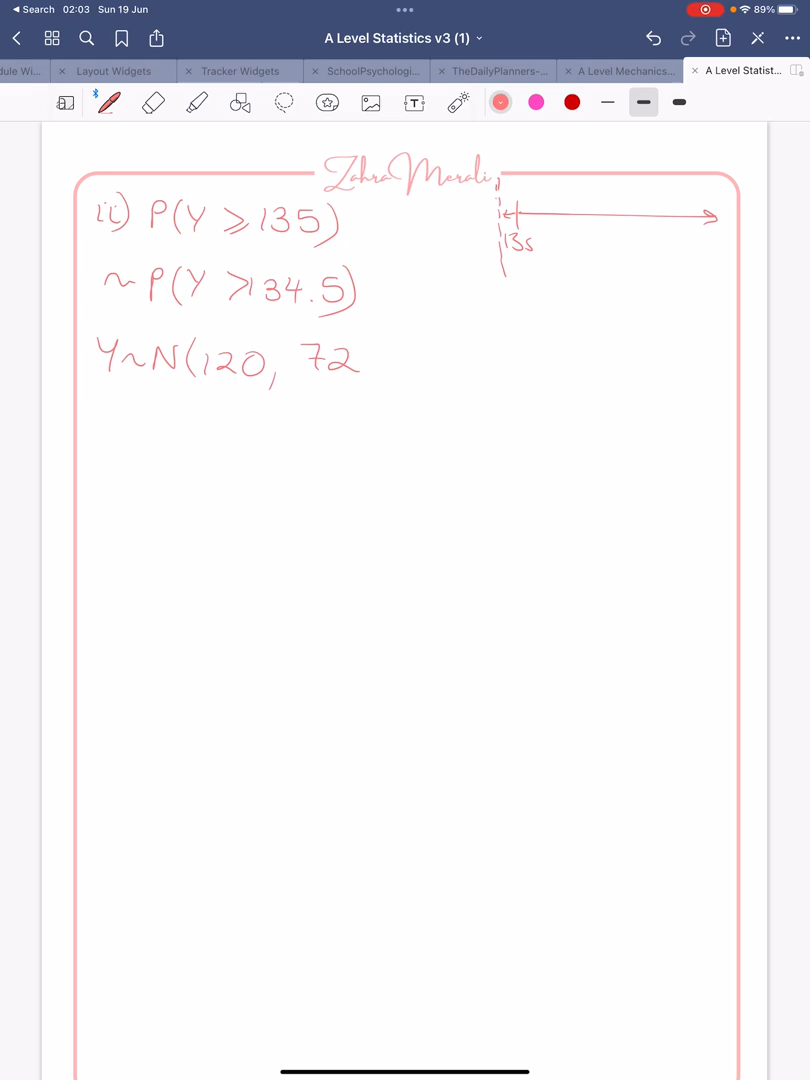 Search 02:03 Sun 19 Jun 89%
A Level Statistics v3 (1)
dule Wi... Layout Widgets Tracker Widgets SchoolPsychologi... TheDailyPlanners-... A Level Mechanics... A Level Statist...
T
Zahra Merali
ii) P(Y ≥ 135)
135
~ P(Y > 134.5)
Y~N(120, 72